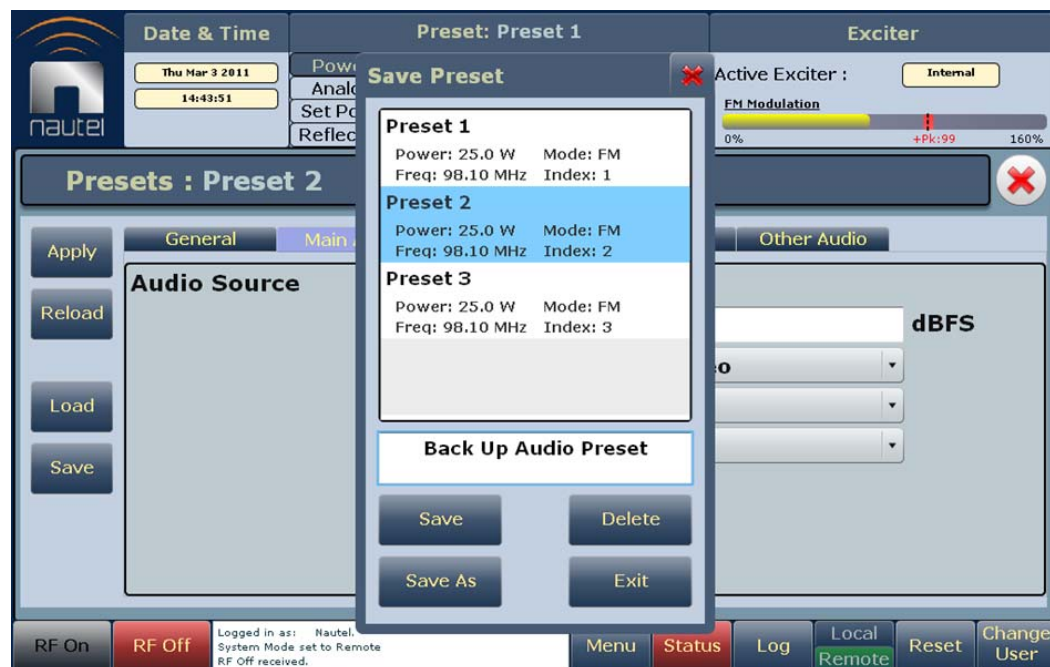 Date & Time
Preset: Preset 1
Exciter
nautel
Thu Mar 3 2011
14:43:51
Set
Active Exciter :
Internal
FM Modulation
0%
+Pk:99
160%
Presets : Preset 2
Save Preset
Preset 1
Power: 25.0 W Mode: FM
Freq: 98.10 MHz Index: 1
Preset 2
Power: 25.0 W Mode: FM
Freq: 98.10 MHz Index: 2
Preset 3
Power: 25.0 W Mode: FM
Freq: 98.10 MHz Index: 3
Back Up Audio Preset
Save
Delete
Save As
Exit
Apply
Reload
Load
Save
General
Main
Other Audio
Audio Source
dBFS
RF On
RF Off
Logged in as: Nautel.
System Mode set to Remote
RF Off received.
Menu
Status
Log
Local
Remote
Reset
Change
User